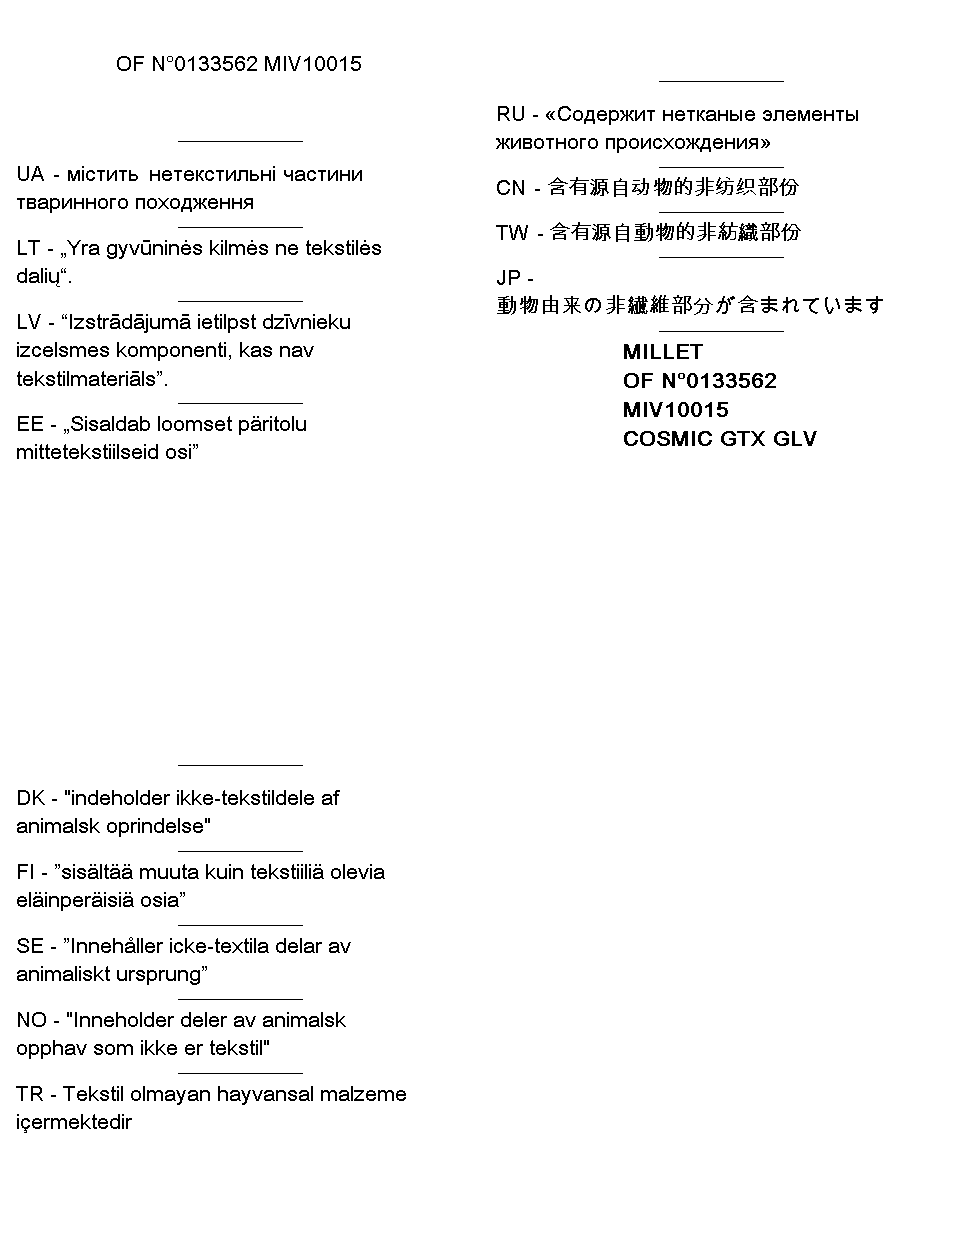 OF N°0133562 MIV10015
UA - містить нетекстильні частини
тваринного походження
LT - „Yra gyvūninės kilmės ne tekstilės
dalių“.
LV - “Izstrādājumā ietilpst dzīvnieku
izcelsmes komponenti, kas nav
tekstilmateriāls”.
EE - „Sisaldab loomset päritolu
mittetekstiilseid osi”
RU - «Содержит нетканые элементы
животного происхождения»
CN - 含有源自动物的非纺织部份
TW - 含有源自動物的非紡織部份
JP -
動物由来の非繊維部分が含まれています
MILLET
OF N°0133562
MIV10015
COSMIC GTX GLV
DK - "indeholder ikke-tekstildele af
animalsk oprindelse"
FI - ”sisältää muuta kuin tekstiiliä olevia
eläinperäisiä osia”
SE - ”Innehåller icke-textila delar av
animaliskt ursprung”
NO - "Inneholder deler av animalsk
opphav som ikke er tekstil"
TR - Tekstil olmayan hayvansal malzeme
içermektedir